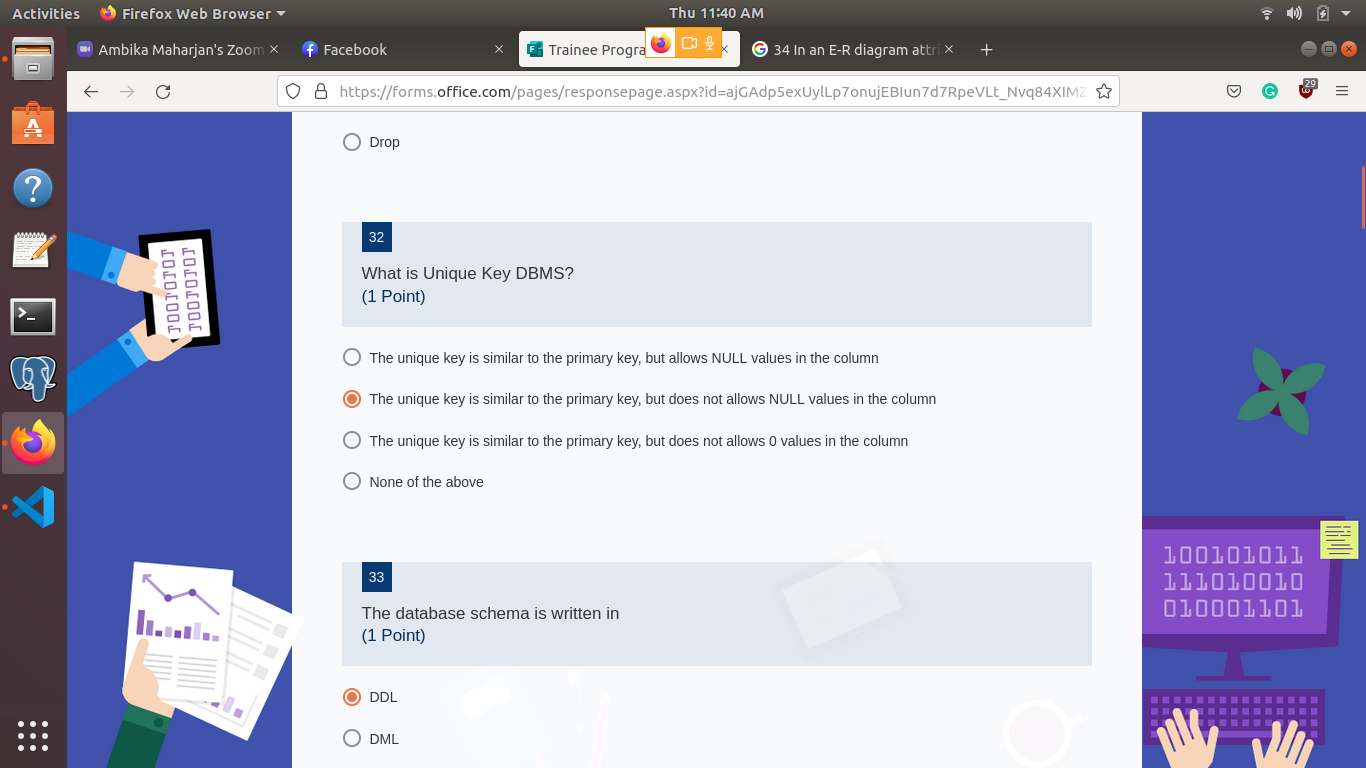 Activities Firefox Web Browser Thu 11:40 AM
Ambika Maharjan's Zoom Facebook Trainee Progra 34 In an E-R diagram attri
https://forms.office.com/pages/responsepage.aspx?id=ajGAdp5exUylLp7onujEBIun7d7RpeVLt_Nvq84XIMZ 29
Drop
32
What is Unique Key DBMS?
(1 Point)
The unique key is similar to the primary key, but allows NULL values in the column
The unique key is similar to the primary key, but does not allows NULL values in the column
The unique key is similar to the primary key, but does not allows 0 values in the column
None of the above
33
The database schema is written in
(1 Point)
DDL
DML
100101011
111010010
010001101